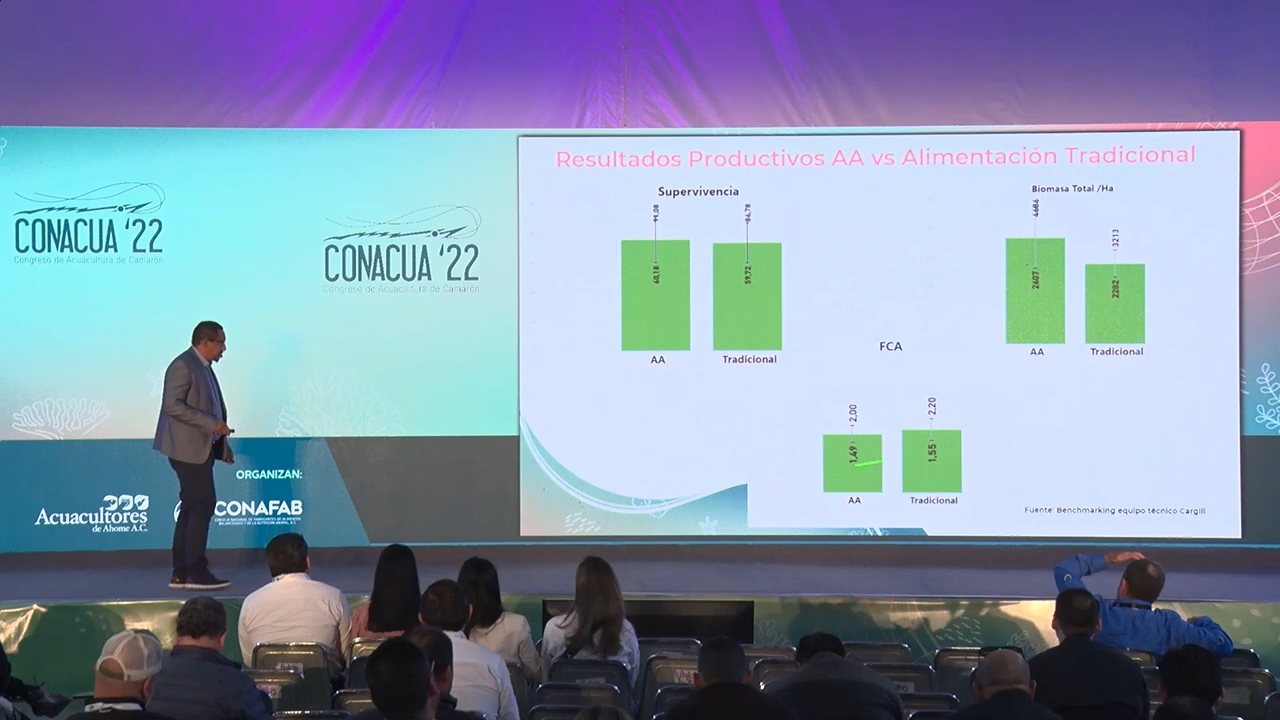 CONACUA '22
Congreso de Acuacultura de Camarón
CONACUA '22
Congreso de Acuacultura de Camarón
ORGANIZAN:
Acuacultores
de Ahome A.C.
CONAFAB
Resultados Productivos AA vs Alimentación Tradicional
Supervivencia
91,08
86,78
60,18
59,72
AA
Tradicional
Biomasa Total /Ha
4686
3213
2607
2282
AA
Tradicional
FCA
2,00
2,20
1,49
1,55
AA
Tradicional
Fuente: Benchmarking equipo técnico Cargill